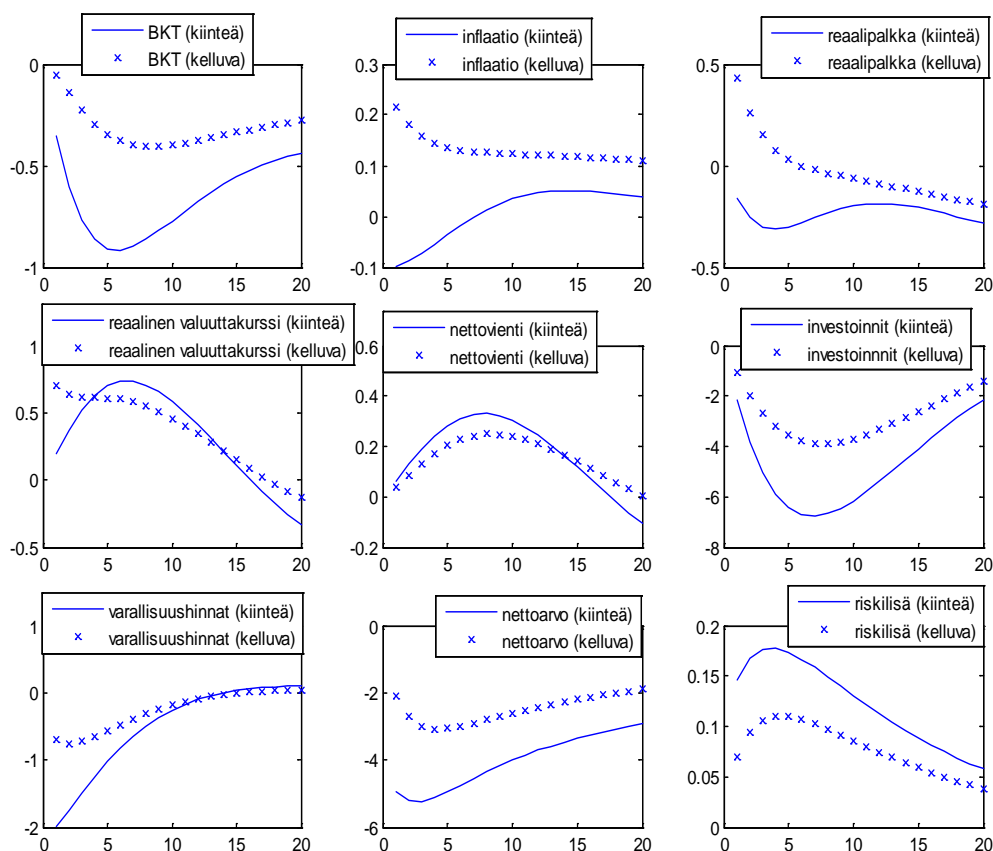 BKT (kiinteä)
BKT (kelluva)
0
-0.5
-1
0 5 10 15 20
inflaatio (kiinteä)
inflaatio (kelluva)
0.3
0.2
0.1
0
-0.1
0 5 10 15 20
reaalipalkka (kiinteä)
reaalipalkka (kelluva)
0.5
0
-0.5
0 5 10 15 20
reaalinen valuuttakurssi (kiinteä)
reaalinen valuuttakurssi (kelluva)
1
0.5
0
-0.5
0 5 10 15 20
nettovienti (kiinteä)
nettovienti (kelluva)
0.6
0.4
0.2
0
-0.2
0 5 10 15 20
investoinnit (kiinteä)
investoinnnit (kelluva)
0
-2
-4
-6
-8
0 5 10 15 20
varallisuushinnat (kiinteä)
varallisuushinnat (kelluva)
1
0
-1
-2
0 5 10 15 20
nettoarvo (kiinteä)
nettoarvo (kelluva)
0
-2
-4
-6
0 5 10 15 20
riskilisä (kiinteä)
riskilisä (kelluva)
0.2
0.15
0.1
0.05
0
0 5 10 15 20